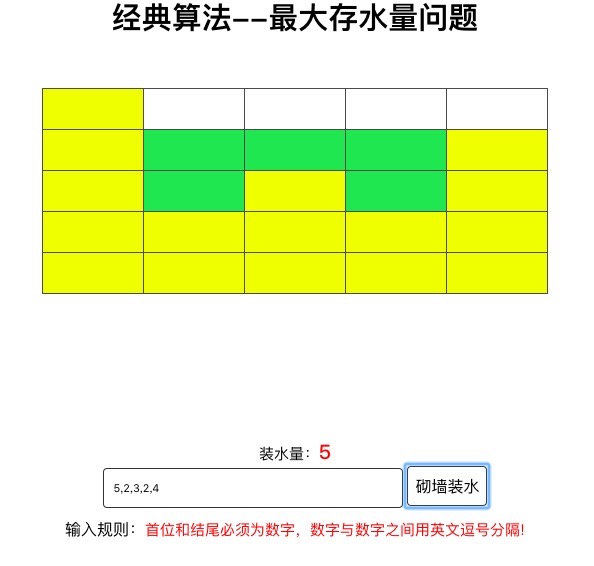 经典算法--最大存水量问题
装水量：5
5,2,3,2,4
砌墙装水
输入规则：首位和结尾必须为数字，数字与数字之间用英文逗号分隔!